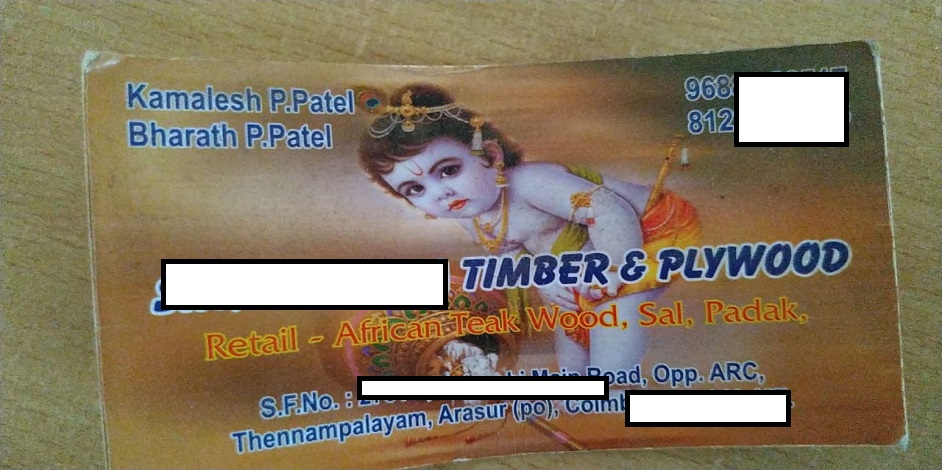 Kamalesh P.Patel
Bharath P.Patel
968
812
TIMBER & PLYWOOD
Retail - African Teak Wood, Sal, Padak,
S.F.No. : Main Road, Opp. ARC,
Thennampalayam, Arasur (po),